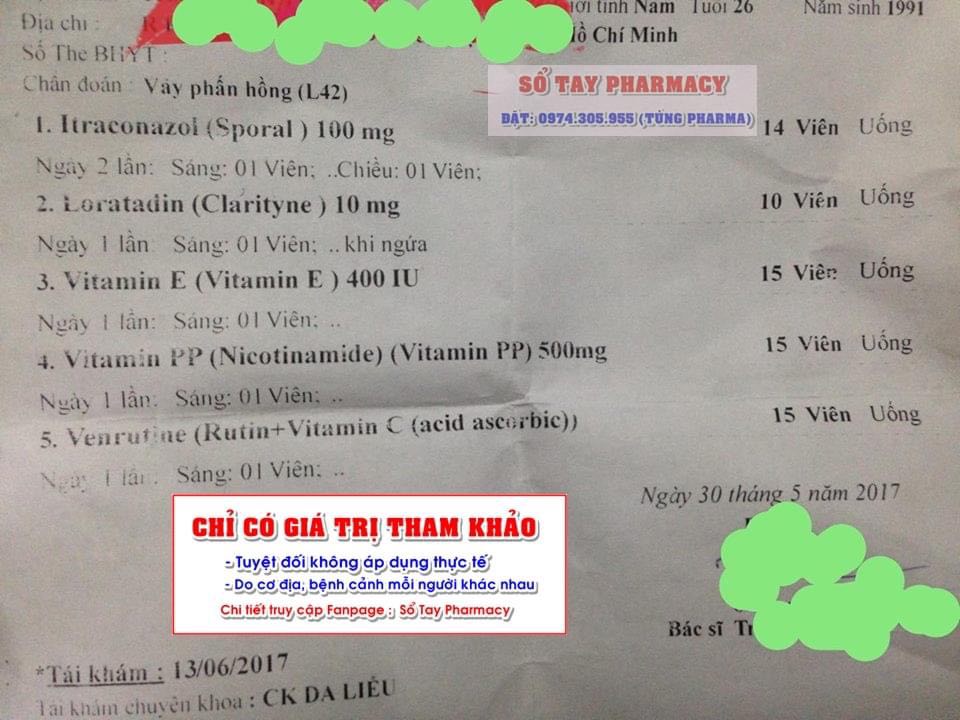 Địa chỉ :
Giới tính Nam Tuổi 26 Năm sinh 1991
Hồ Chí Minh
Số The BHYT :
Chẩn đoán : Vảy phấn hồng (L42)
SỔ TAY PHARMACY
ĐẶT: 0974.305.955 (TÙNG PHARMA)
1. Itraconazol (Sporal ) 100 mg 14 Viên Uống
Ngày 2 lần: Sáng: 01 Viên; ..Chiều: 01 Viên;
2. Loratadin (Clarityne ) 10 mg 10 Viên Uống
Ngày 1 lần: Sáng: 01 Viên; ..khi ngứa
3. Vitamin E (Vitamin E ) 400 IU 15 Viên Uống
Ngày 1 lần: Sáng: 01 Viên; ..
4. Vitamin PP (Nicotinamide) (Vitamin PP) 500mg 15 Viên Uống
Ngày 1 lần: Sáng: 01 Viên; ..
5. Venrutine (Rutin+Vitamin C (acid ascorbic)) 15 Viên Uống
Ngày 1 lần: Sáng: 01 Viên; ..
Ngày 30 tháng 5 năm 2017
CHỈ CÓ GIÁ TRỊ THAM KHẢO
- Tuyệt đối không áp dụng thực tế
- Do cơ địa, bệnh cảnh mỗi người khác nhau
Chi tiết truy cập Fanpage : Sổ Tay Pharmacy
Bác sĩ
*Tái khám : 13/06/2017
Tái khám chuyên khoa : CK DA LIỄU